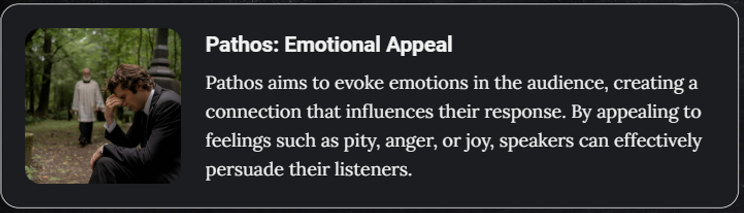 Pathos: Emotional Appeal
Pathos aims to evoke emotions in the audience, creating a
connection that influences their response. By appealing to
feelings such as pity, anger, or joy, speakers can effectively
persuade their listeners.